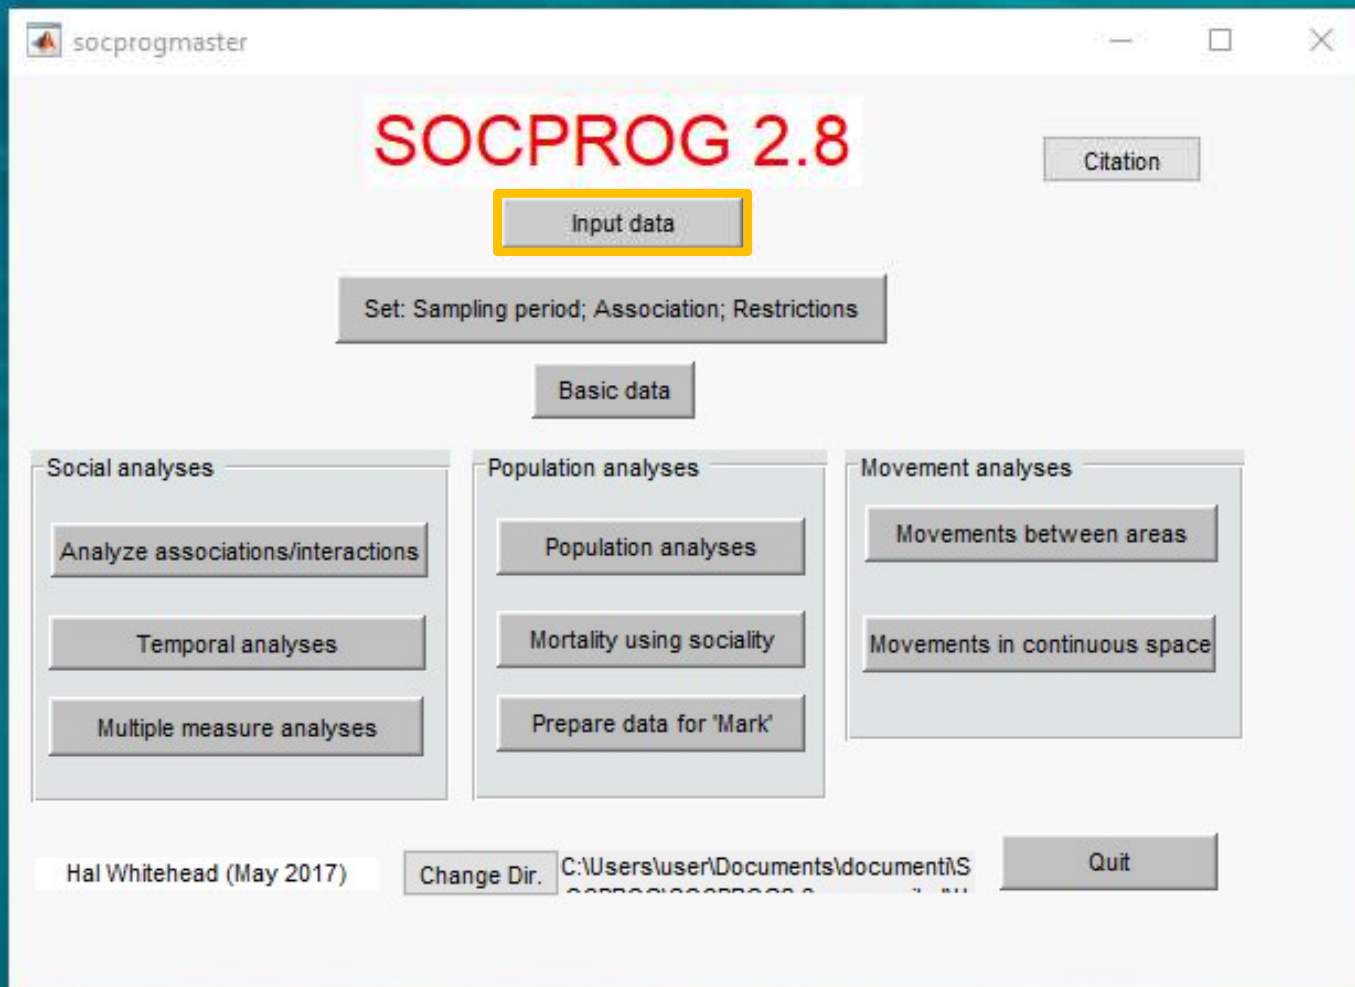 socprogmaster
SOCPROG 2.8
Citation
Input data
Set: Sampling period; Association; Restrictions
Basic data
Social analyses
Analyze associations/interactions
Temporal analyses
Multiple measure analyses
Population analyses
Population analyses
Mortality using sociality
Prepare data for 'Mark'
Movement analyses
Movements between areas
Movements in continuous space
Hal Whitehead (May 2017)
Change Dir.
C:\Users\user\Documents\documenti\S
Quit